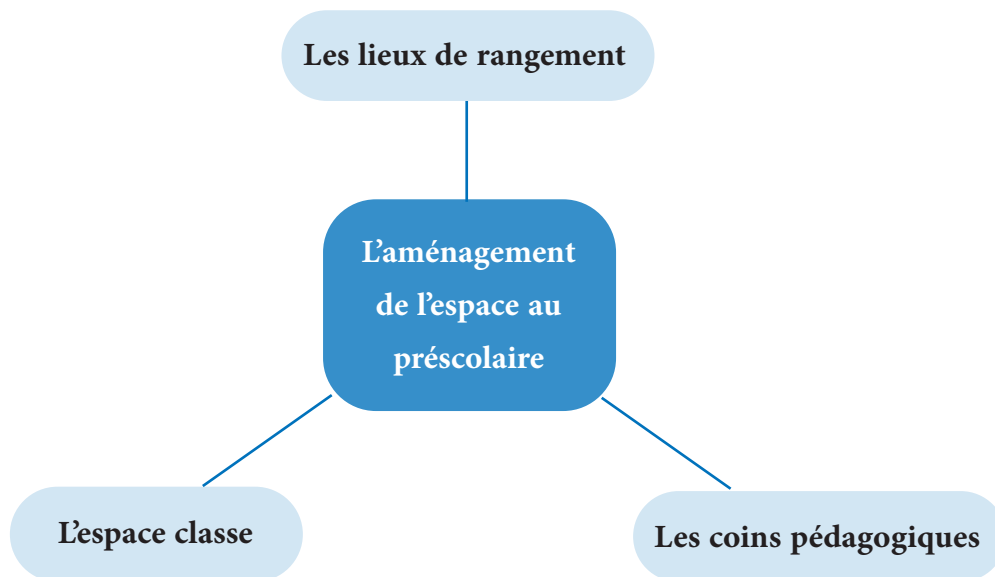 Les lieux de rangement
L’aménagement
de l’espace au
préscolaire
L’espace classe
Les coins pédagogiques